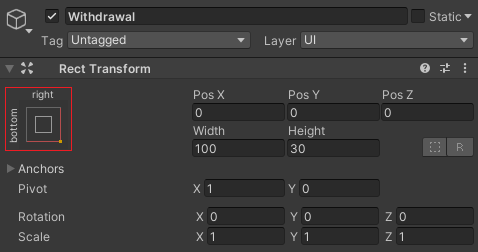 Withdrawal Static
Tag Untagged Layer UI
Rect Transform
right
bottom
Pos X Pos Y Pos Z
0 0 0
Width Height
100 30
R
Anchors
Pivot X 1 Y 0
Rotation X 0 Y 0 Z 0
Scale X 1 Y 1 Z 1